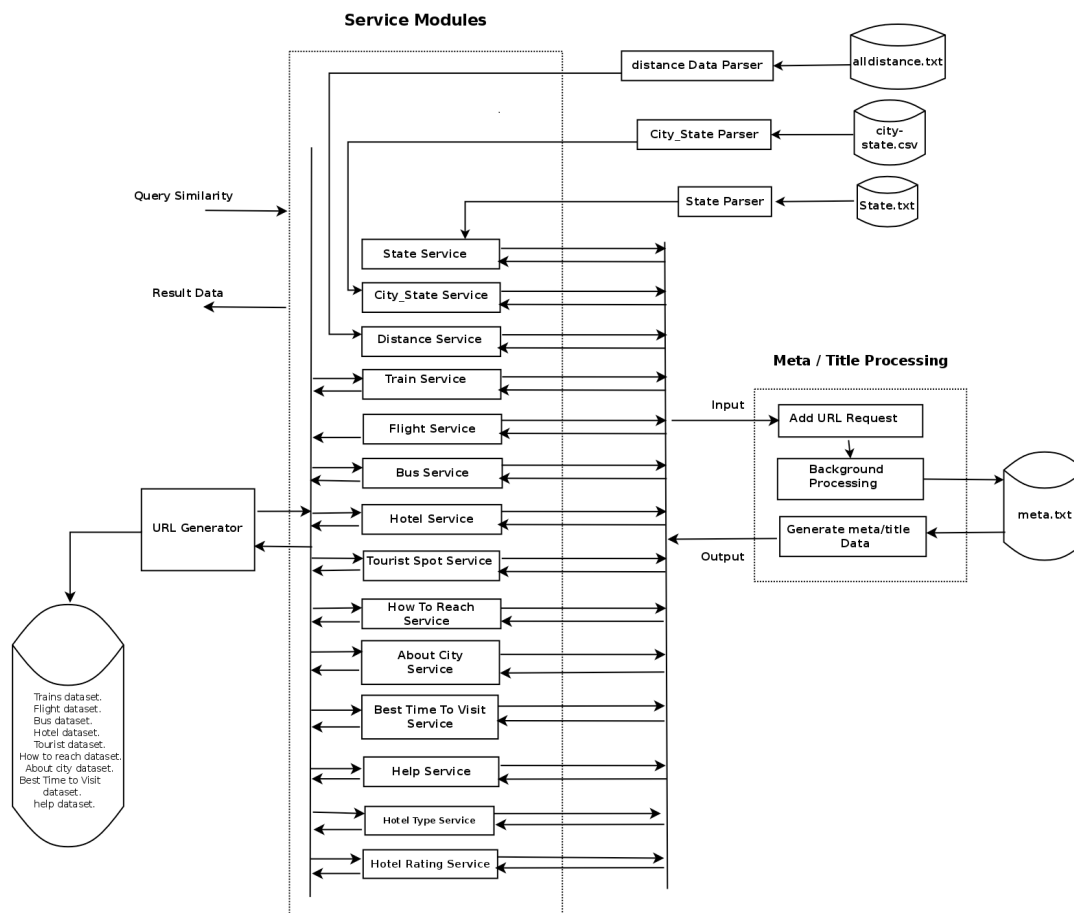 Service Modules
distance Data Parser
alldistance.txt
City_State Parser
city-
state.csv
Query Similarity
State Parser
State.txt
State Service
Result Data
City_State Service
Distance Service
Meta / Title Processing
Train Service
Input
Add URL Request
Flight Service
Bus Service
Background
Processing
URL Generator
Hotel Service
meta.txt
Generate meta/title
Data
Output
Tourist Spot Service
How To Reach
Service
About City
Service
Trains dataset.
Flight dataset.
Bus dataset.
Hotel dataset.
Tourist dataset.
How to reach dataset.
About city dataset.
Best Time to Visit
dataset.
help dataset.
Best Time To Visit
Service
Help Service
Hotel Type Service
Hotel Rating Service